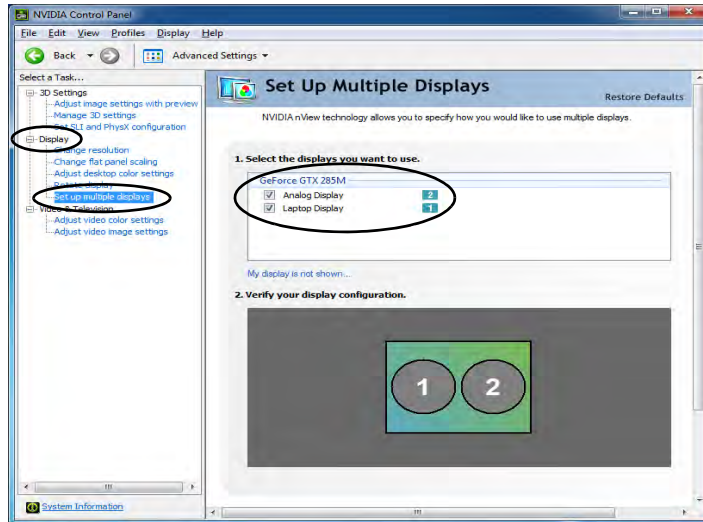 NVIDIA Control Panel
File Edit View Profiles Display Help
Back Advanced Settings
Select a Task...
3D Settings
Adjust image settings with preview
Manage 3D settings
Set SLI and PhysX configuration
Display
Change resolution
Change flat panel scaling
Adjust desktop color settings
Rotate display
Set up multiple displays
Video & Television
Adjust video color settings
Adjust video image settings
System Information
Set Up Multiple Displays
Restore Defaults
NVIDIA nView technology allows you to specify how you would like to use multiple displays.
1. Select the displays you want to use.
GeForce GTX 285M
Analog Display 2
Laptop Display 1
My display is not shown...
2. Verify your display configuration.
1 2